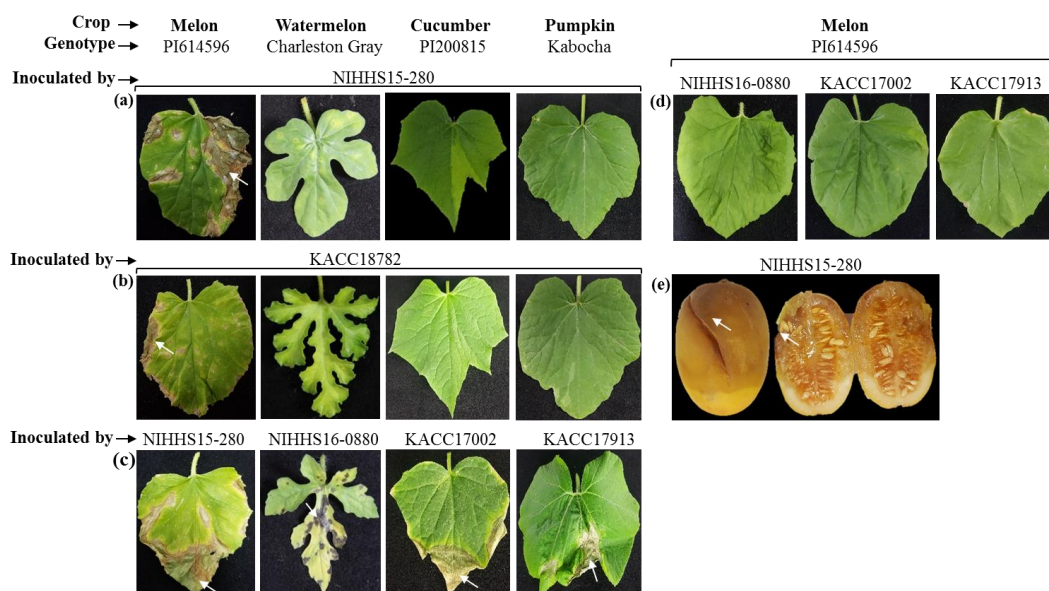 Crop → Melon Watermelon Cucumber Pumpkin Melon
Genotype → PI614596 Charleston Gray PI200815 Kabocha PI614596
Inoculated by → NIHHS15-280 NIHHS16-0880 KACC17002 KACC17913
(a) (d)
Inoculated by → KACC18782 NIHHS15-280
(b) (e)
Inoculated by → NIHHS15-280 NIHHS16-0880 KACC17002 KACC17913
(c)